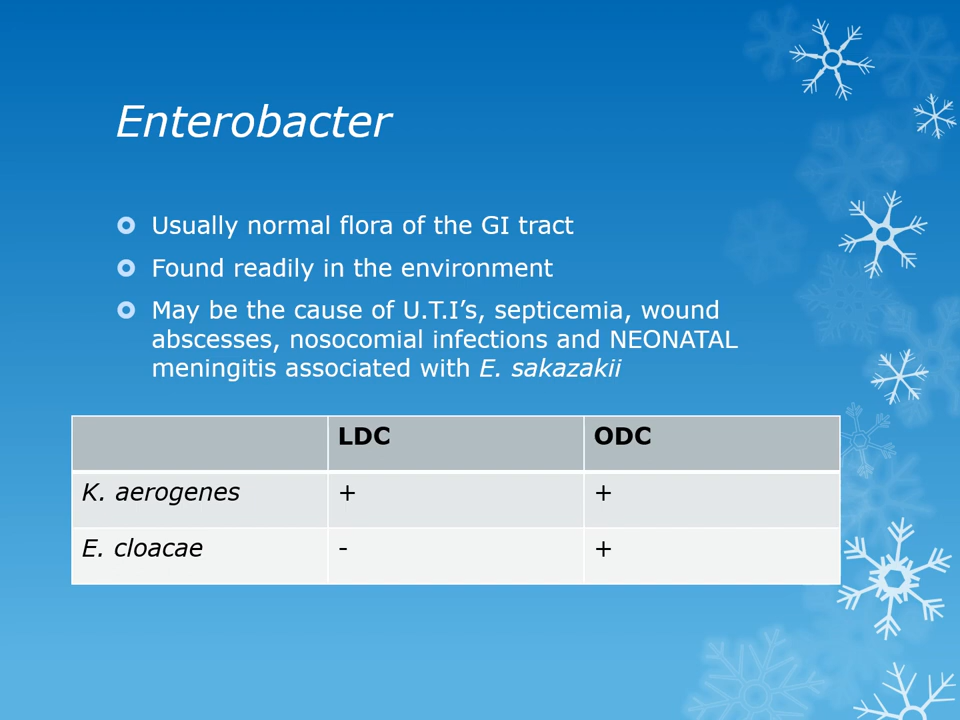 Enterobacter
Usually normal flora of the GI tract
Found readily in the environment
May be the cause of U.T.I’s, septicemia, wound
abscesses, nosocomial infections and NEONATAL
meningitis associated with E. sakazakii
LDC ODC
K. aerogenes + +
E. cloacae - +